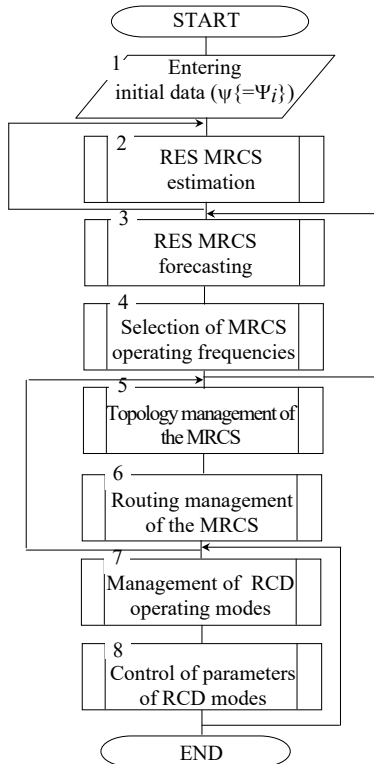 START
1
Entering
initial data (ψ{=Ψi})
2
RES MRCS
estimation
3
RES MRCS
forecasting
4
Selection of MRCS
operating frequencies
5
Topology management of
the MRCS
6
Routing management
of the MRCS
7
Management of RCD
operating modes
8
Control of parameters
of RCD modes
END